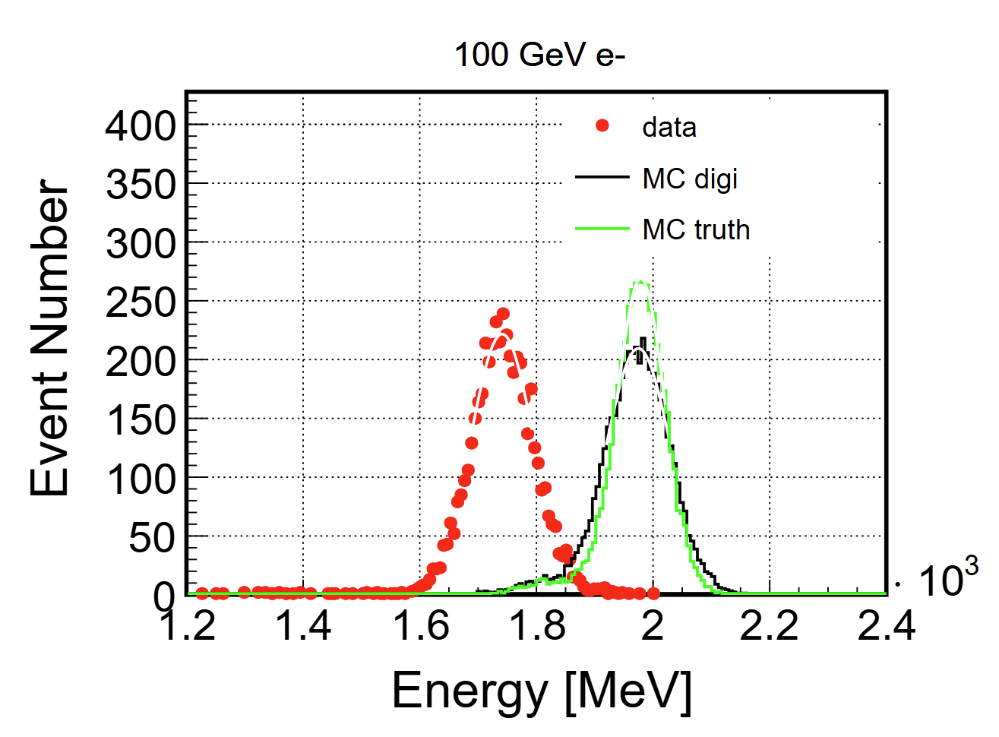 100 GeV e-
400
350
300
250
200
150
100
50
0
Event Number
data
MC digi
MC truth
1.2 1.4 1.6 1.8 2 2.2 2.4
· 10³
Energy [MeV]